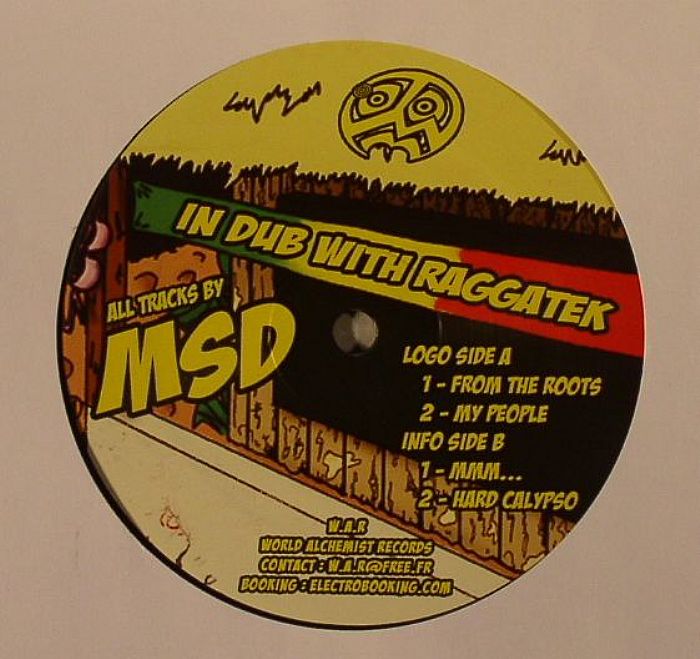 IN DUB WITH RAGGATEK
ALL TRACKS BY
MSD
LOGO SIDE A
1 - FROM THE ROOTS
2 - MY PEOPLE
INFO SIDE B
1 - MMM...
2 - HARD CALYPSO
W.A.R
WORLD ALCHEMIST RECORDS
CONTACT : W.A.R@FREE.FR
BOOKING : ELECTROBOOKING.COM